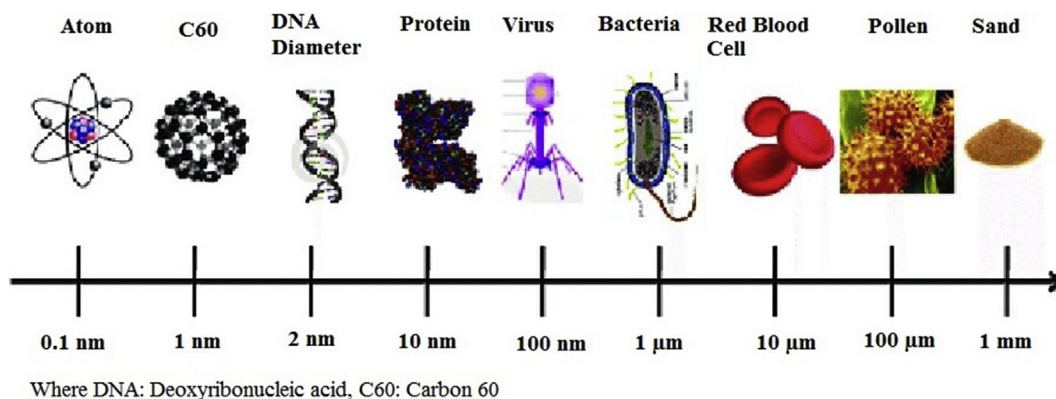 Atom
C60
DNA
Diameter
Protein
Virus
Bacteria
Red Blood
Cell
Pollen
Sand
0.1 nm
1 nm
2 nm
10 nm
100 nm
1 µm
10 µm
100 µm
1 mm
Where DNA: Deoxyribonucleic acid, C60: Carbon 60